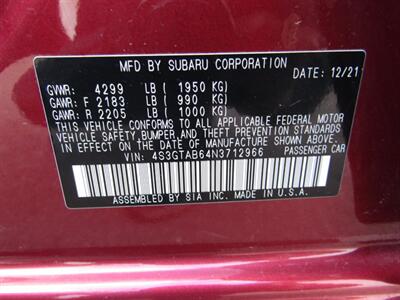 MFD BY SUBARU CORPORATION 12/21
GVWR: 4299 LB ( 1950 KG)
GAWR: F 2183 LB ( 990 KG)
GAWR: R 2205 LB ( 1000 KG)
THIS VEHICLE CONFORMS TO ALL APPLICABLE FEDERAL MOTOR
VEHICLE SAFETY,BUMPER,AND THEFT PREVENTION STANDARDS
IN EFFECT ON THE DATE OF MANUFACTURE SHOWN ABOVE.
VIN: 4S3GTAB64N3712966 PASSENGER CAR
ASSEMBLED BY SIA INC. MADE IN U.S.A.